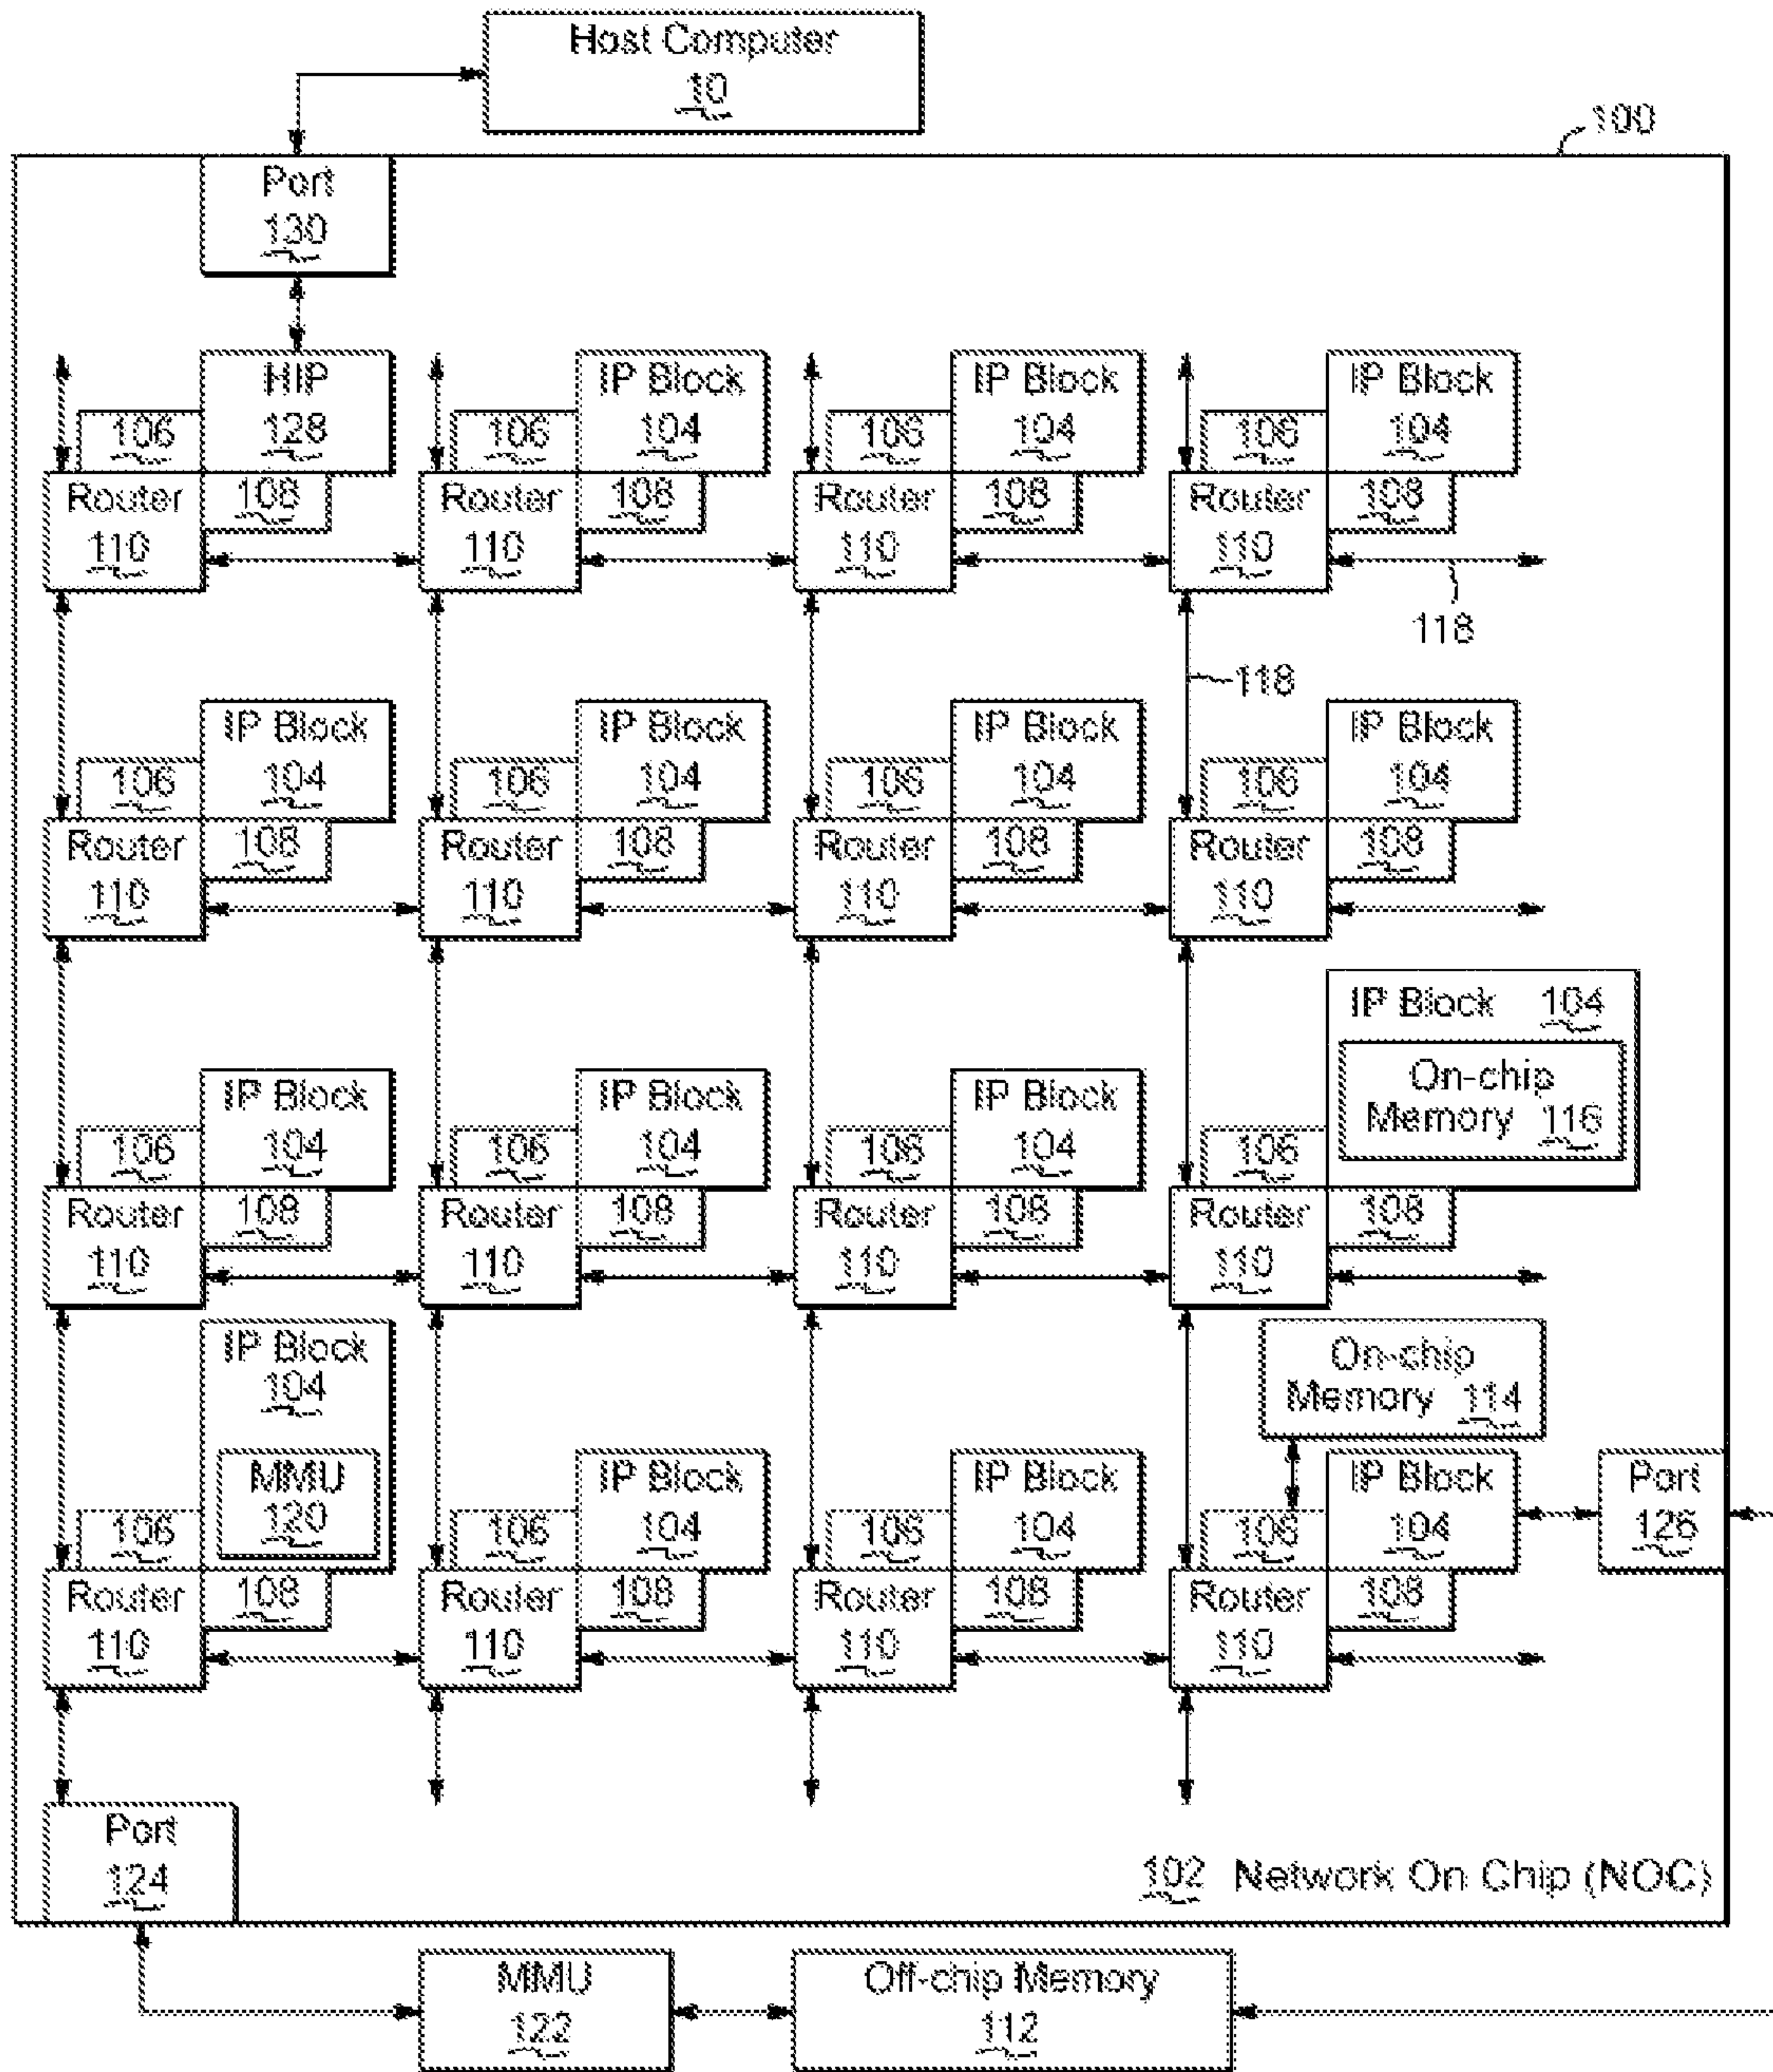 Host Computer
10
100
Port
130
HIP
128
IP Block
104
IP Block
104
IP Block
104
106
106
106
106
Router
110
108
Router
110
108
Router
110
108
Router
110
108
118
118
IP Block
104
IP Block
104
IP Block
104
IP Block
104
106
106
106
106
Router
110
108
Router
110
108
Router
110
108
Router
110
108
IP Block 104
On-chip
Memory 116
IP Block
104
IP Block
104
IP Block
104
106
106
106
106
Router
110
108
Router
110
108
Router
110
108
Router
110
108
IP Block
104
MMU
120
On-chip
Memory 114
IP Block
104
IP Block
104
IP Block
104
Port
126
106
106
106
106
Router
110
108
Router
110
108
Router
110
108
Router
110
108
Port
124
102 Network On Chip (NOC)
MMU
122
Off-chip Memory
112